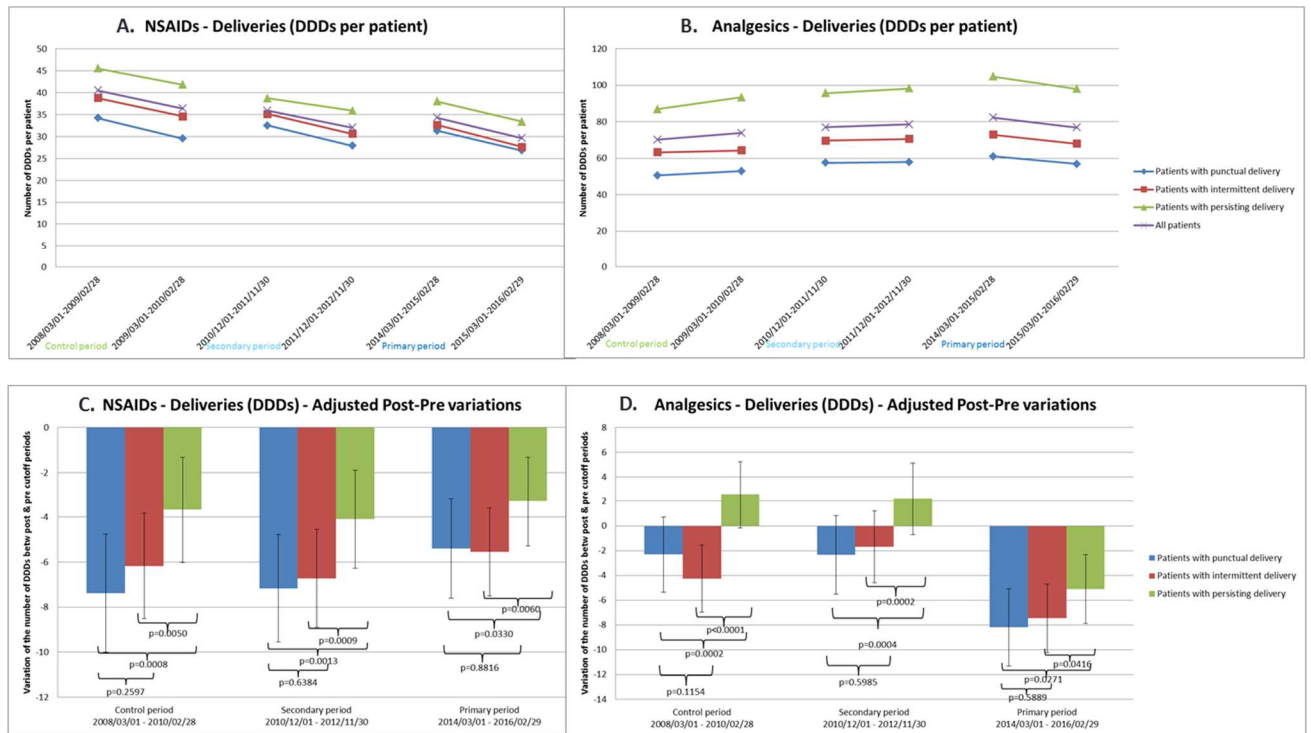 A. NSAIDs - Deliveries (DDDs per patient)
Number of DDDs per patient
50
45
40
35
30
25
20
15
10
5
0
2008/03/01-2009/02/28
2009/03/01-2010/02/28
2010/12/01-2011/11/30
2011/12/01-2012/11/30
2014/03/01-2015/02/28
2015/03/01-2016/02/29
Control period
Secondary period
Primary period
B. Analgesics - Deliveries (DDDs per patient)
Number of DDDs per patient
120
100
80
60
40
20
0
2008/03/01-2009/02/28
2009/03/01-2010/02/28
2010/12/01-2011/11/30
2011/12/01-2012/11/30
2014/03/01-2015/02/28
2015/03/01-2016/02/29
Control period
Secondary period
Primary period
Patients with punctual delivery
Patients with intermittent delivery
Patients with persisting delivery
All patients
C. NSAIDs - Deliveries (DDDs) - Adjusted Post-Pre variations
Variation of the number of DDDs betw post & pre cutoff periods
0
-2
-4
-6
-8
-10
-12
p=0.0050
p=0.0008
p=0.2597
p=0.0009
p=0.0013
p=0.6384
p=0.0060
p=0.0330
p=0.8816
Control period
2008/03/01 - 2010/02/28
Secondary period
2010/12/01 - 2012/11/30
Primary period
2014/03/01 - 2016/02/29
D. Analgesics - Deliveries (DDDs) - Adjusted Post-Pre variations
Variation of the number of DDDs betw post & pre cutoff periods
8
6
4
2
0
-2
-4
-6
-8
-10
-12
-14
p<0.0001
p=0.0002
p=0.1154
p=0.0002
p=0.0004
p=0.5985
p=0.0416
p=0.0271
p=0.5889
Control period
2008/03/01 - 2010/02/28
Secondary period
2010/12/01 - 2012/11/30
Primary period
2014/03/01 - 2016/02/29
Patients with punctual delivery
Patients with intermittent delivery
Patients with persisting delivery